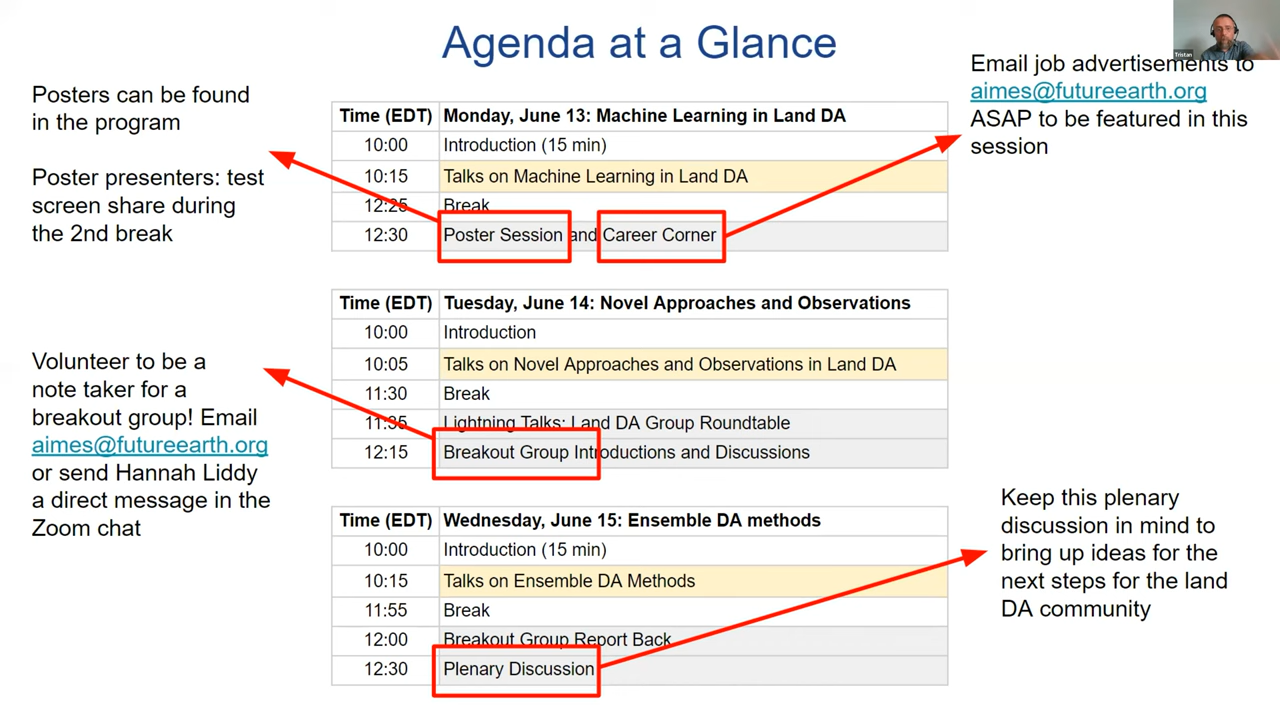 Agenda at a Glance
Tristan
Posters can be found
in the program
Poster presenters: test
screen share during
the 2nd break
Email job advertisements to
aimes@futureearth.org
ASAP to be featured in this
session
Time (EDT) Monday, June 13: Machine Learning in Land DA
10:00 Introduction (15 min)
10:15 Talks on Machine Learning in Land DA
12:25 Break
12:30 Poster Session and Career Corner
Time (EDT) Tuesday, June 14: Novel Approaches and Observations
10:00 Introduction
10:05 Talks on Novel Approaches and Observations in Land DA
11:30 Break
11:35 Lightning Talks: Land DA Group Roundtable
12:15 Breakout Group Introductions and Discussions
Volunteer to be a
note taker for a
breakout group! Email
aimes@futureearth.org
or send Hannah Liddy
a direct message in the
Zoom chat
Time (EDT) Wednesday, June 15: Ensemble DA methods
10:00 Introduction (15 min)
10:15 Talks on Ensemble DA Methods
11:55 Break
12:00 Breakout Group Report Back
12:30 Plenary Discussion
Keep this plenary
discussion in mind to
bring up ideas for the
next steps for the land
DA community